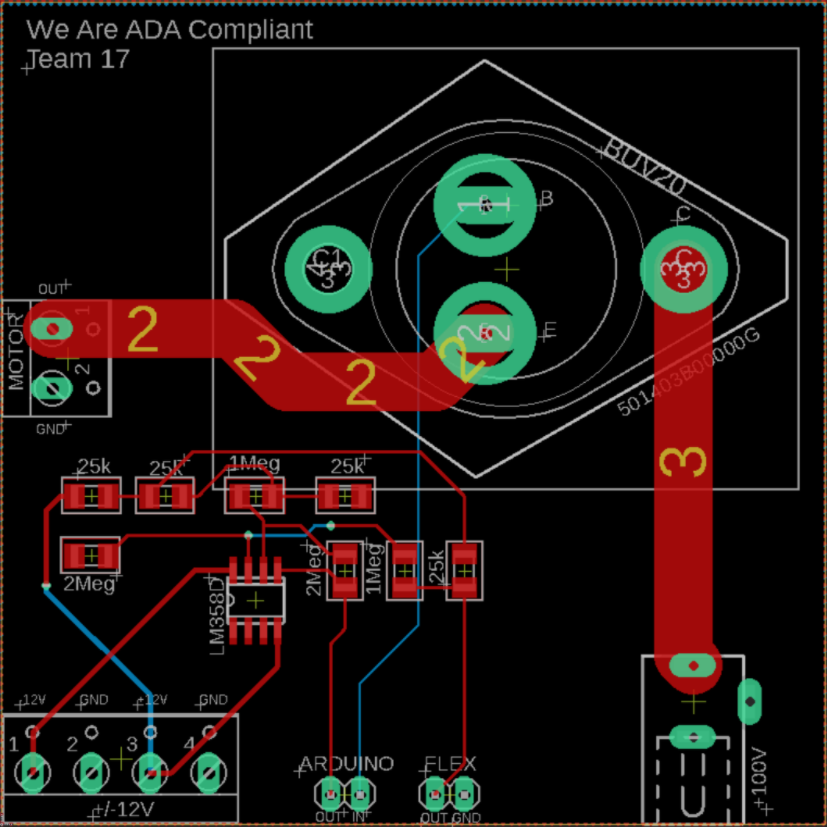 We Are ADA Compliant
Team 17
BUV20
B
1
C
C1
3
C
3
OUT
1
MOTOR
2
2
2
2
2
E
2
GND
501403B00000G
3
25k
25k
1Meg
25k
2Meg
2Meg
1Meg
25k
LM358D
-12V
GND
+12V
GND
1
2
3
4
+/-12V
ARDUINO
FLEX
OUT
IN
OUT
GND
+100V